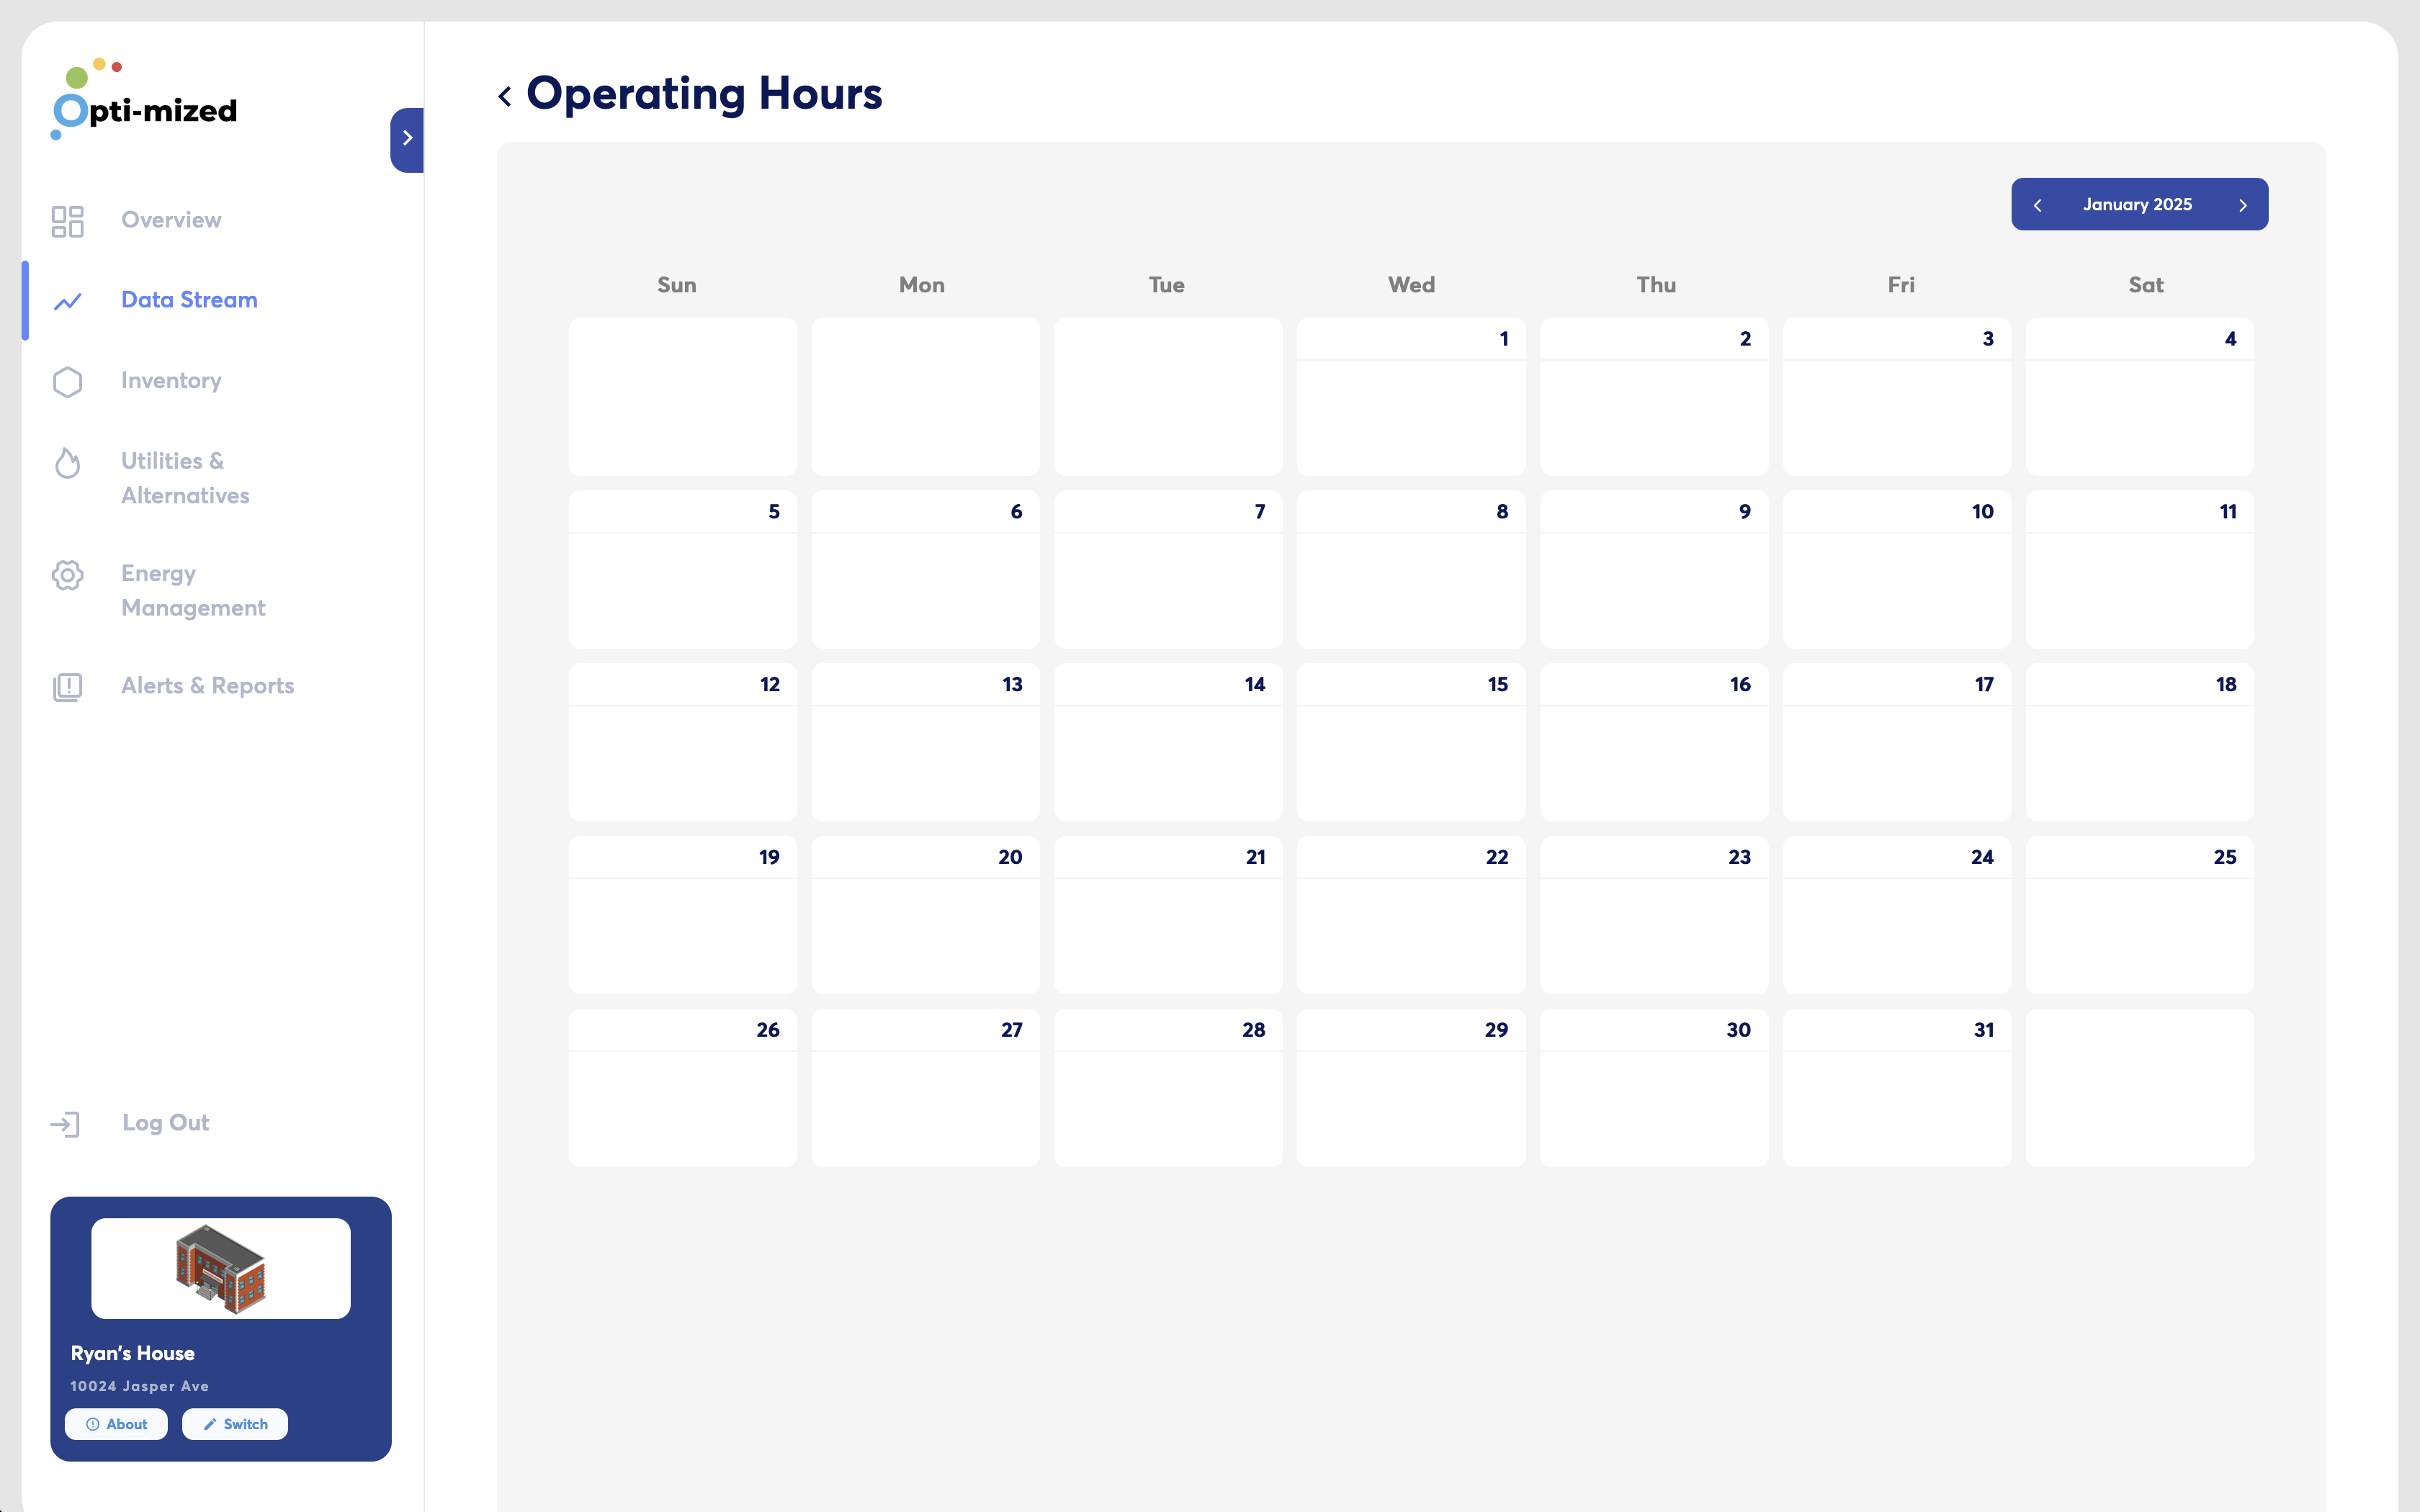 Opti-mized
Overview
Data Stream
Inventory
Utilities &
Alternatives
Energy
Management
Alerts & Reports
Log Out
Ryan's House
10024 Jasper Ave
About Switch
Operating Hours
January 2025
Sun Mon Tue Wed Thu Fri Sat
1 2 3 4
5 6 7 8 9 10 11
12 13 14 15 16 17 18
19 20 21 22 23 24 25
26 27 28 29 30 31